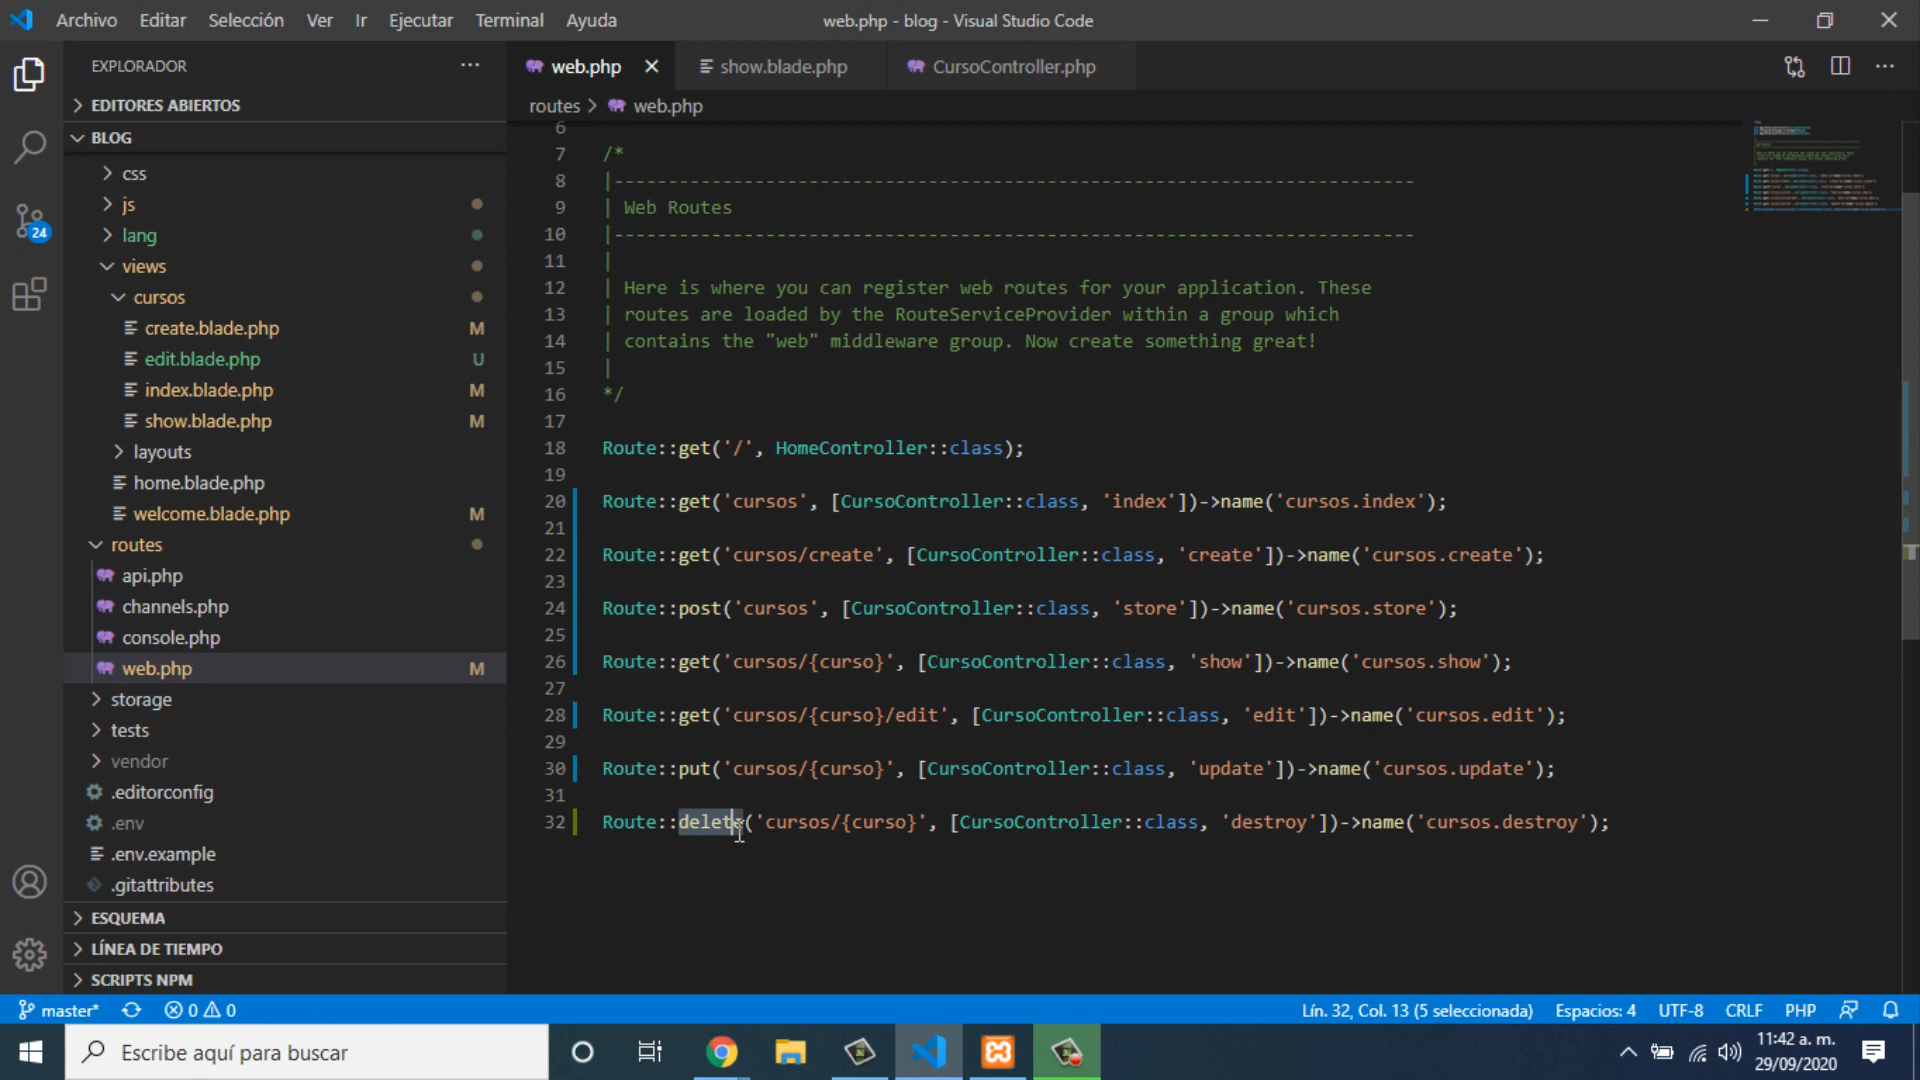 Archivo Editar Selección Ver Ir Ejecutar Terminal Ayuda
web.php - blog - Visual Studio Code
EXPLORADOR
EDITORES ABIERTOS
BLOG
css
js
lang
views
cursos
create.blade.php M
edit.blade.php U
index.blade.php M
show.blade.php M
layouts
home.blade.php
welcome.blade.php M
routes
api.php
channels.php
console.php
web.php M
storage
tests
vendor
.editorconfig
.env
.env.example
.gitattributes
ESQUEMA
LÍNEA DE TIEMPO
SCRIPTS NPM
24
web.php show.blade.php CursoController.php
routes > web.php
6
7 /*
8 |--------------------------------------------------------------------------
9 | Web Routes
10 |--------------------------------------------------------------------------
11 |
12 | Here is where you can register web routes for your application. These
13 | routes are loaded by the RouteServiceProvider within a group which
14 | contains the "web" middleware group. Now create something great!
15 |
16 */
17
18 Route::get('/', HomeController::class);
19
20 Route::get('cursos', [CursoController::class, 'index'])->name('cursos.index');
21
22 Route::get('cursos/create', [CursoController::class, 'create'])->name('cursos.create');
23
24 Route::post('cursos', [CursoController::class, 'store'])->name('cursos.store');
25
26 Route::get('cursos/{curso}', [CursoController::class, 'show'])->name('cursos.show');
27
28 Route::get('cursos/{curso}/edit', [CursoController::class, 'edit'])->name('cursos.edit');
29
30 Route::put('cursos/{curso}', [CursoController::class, 'update'])->name('cursos.update');
31
32 Route::delete('cursos/{curso}', [CursoController::class, 'destroy'])->name('cursos.destroy');
master* 0 0
Lín. 32, Col. 13 (5 seleccionada) Espacios: 4 UTF-8 CRLF PHP
Escribe aquí para buscar
11:42 a. m.
29/09/2020